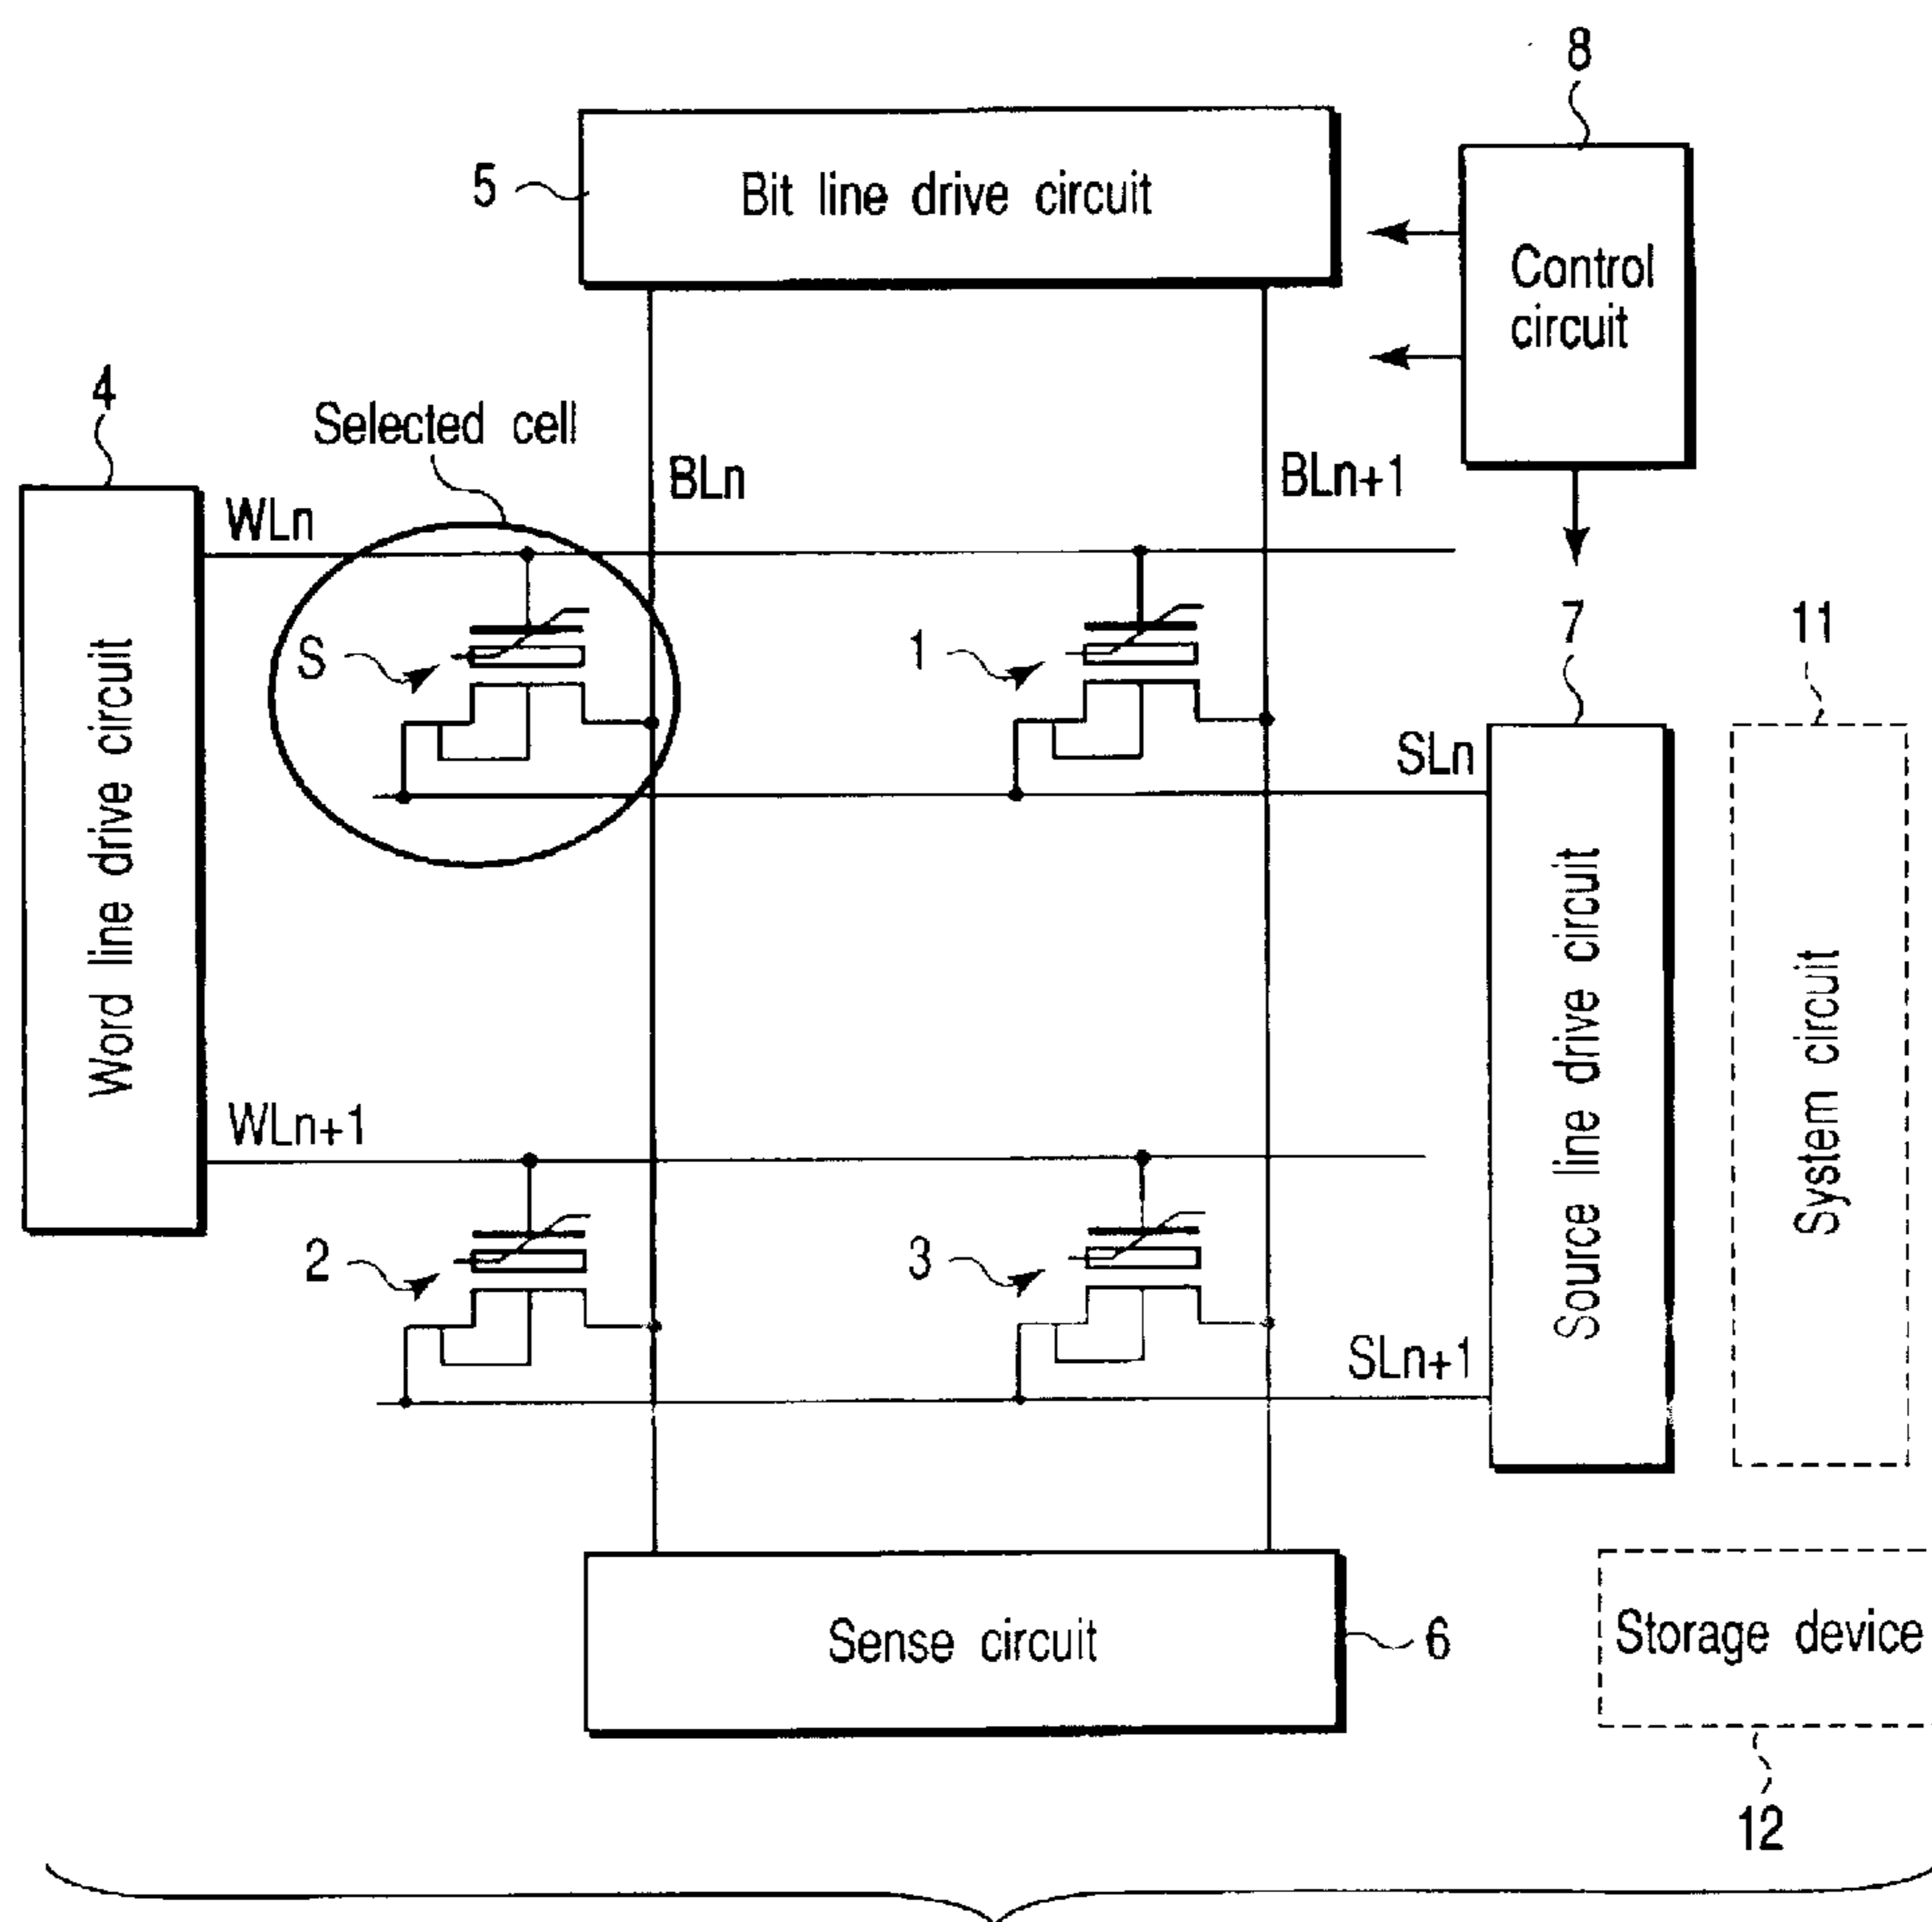 8
5
Bit line drive circuit
Control
circuit
4
Selected cell
BLn
BLn+1
WLn
7
11
S
1
SLn
Word line drive circuit
Source line drive circuit
System circuit
WLn+1
2
3
SLn+1
Sense circuit
6
Storage device
12